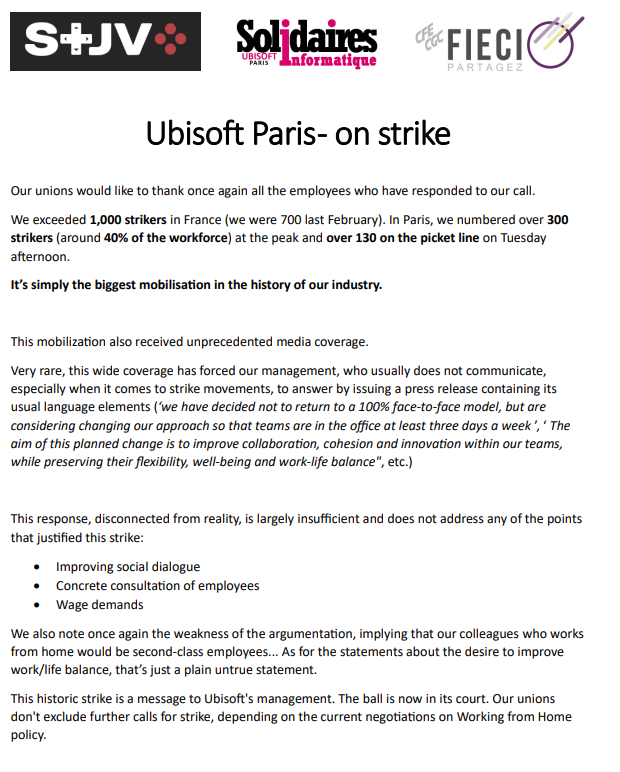 S+JV
Solidaires
UBISOFT
PARIS
Informatique
CFE
CGC
FIECI
PARTAGEZ
Ubisoft Paris- on strike
Our unions would like to thank once again all the employees who have responded to our call.
We exceeded 1,000 strikers in France (we were 700 last February). In Paris, we numbered over 300
strikers (around 40% of the workforce) at the peak and over 130 on the picket line on Tuesday
afternoon.
It’s simply the biggest mobilisation in the history of our industry.
This mobilization also received unprecedented media coverage.
Very rare, this wide coverage has forced our management, who usually does not communicate,
especially when it comes to strike movements, to answer by issuing a press release containing its
usual language elements (‘we have decided not to return to a 100% face-to-face model, but are
considering changing our approach so that teams are in the office at least three days a week ’, ‘ The
aim of this planned change is to improve collaboration, cohesion and innovation within our teams,
while preserving their flexibility, well-being and work-life balance", etc.)
This response, disconnected from reality, is largely insufficient and does not address any of the points
that justified this strike:
• Improving social dialogue
• Concrete consultation of employees
• Wage demands
We also note once again the weakness of the argumentation, implying that our colleagues who works
from home would be second-class employees... As for the statements about the desire to improve
work/life balance, that’s just a plain untrue statement.
This historic strike is a message to Ubisoft's management. The ball is now in its court. Our unions
don't exclude further calls for strike, depending on the current negotiations on Working from Home
policy.